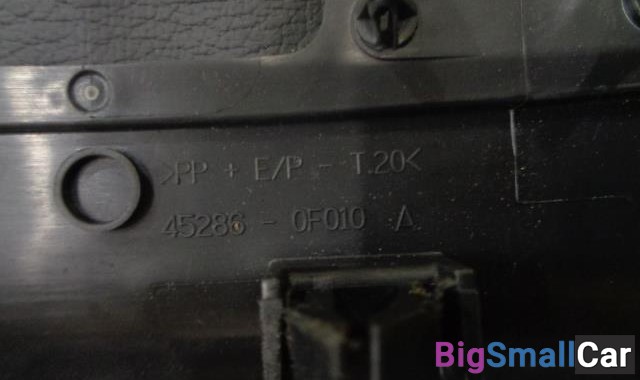 >PP + E/P - T.20<
45286 - 0F010 A
BigSmallCar